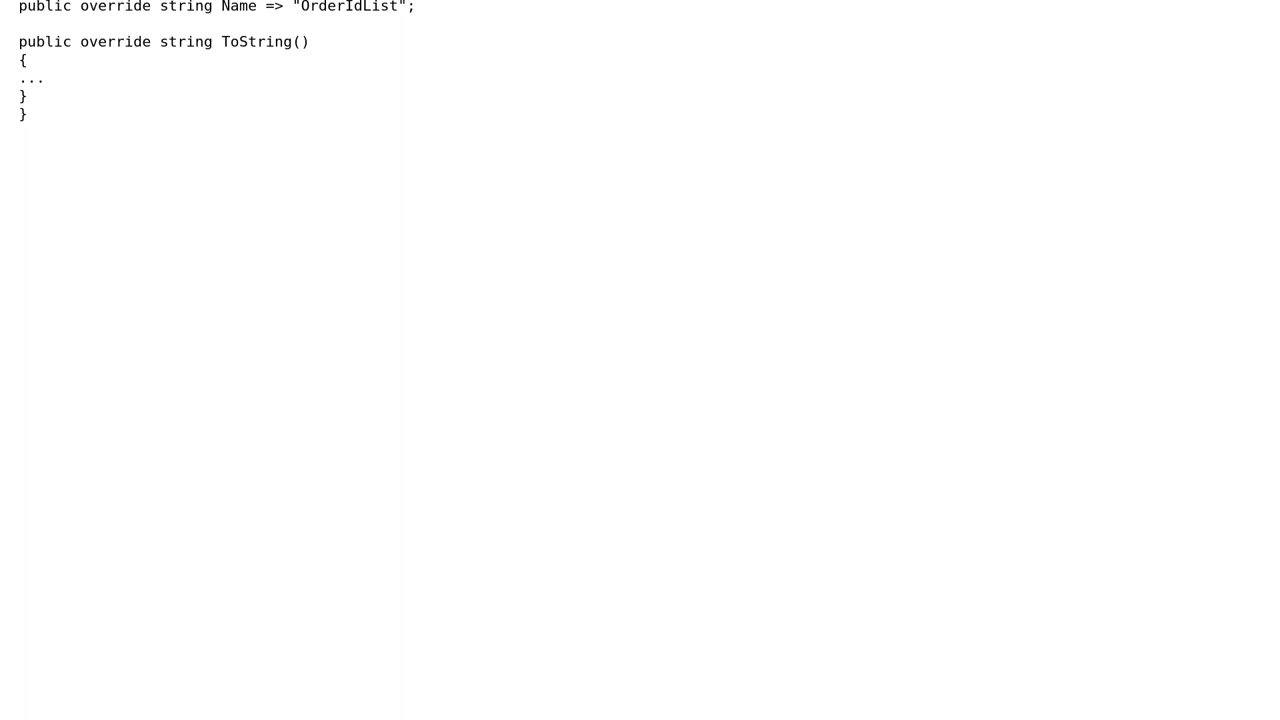 public override string Name => "OrderIdList";
public override string ToString()
{
...
}
}